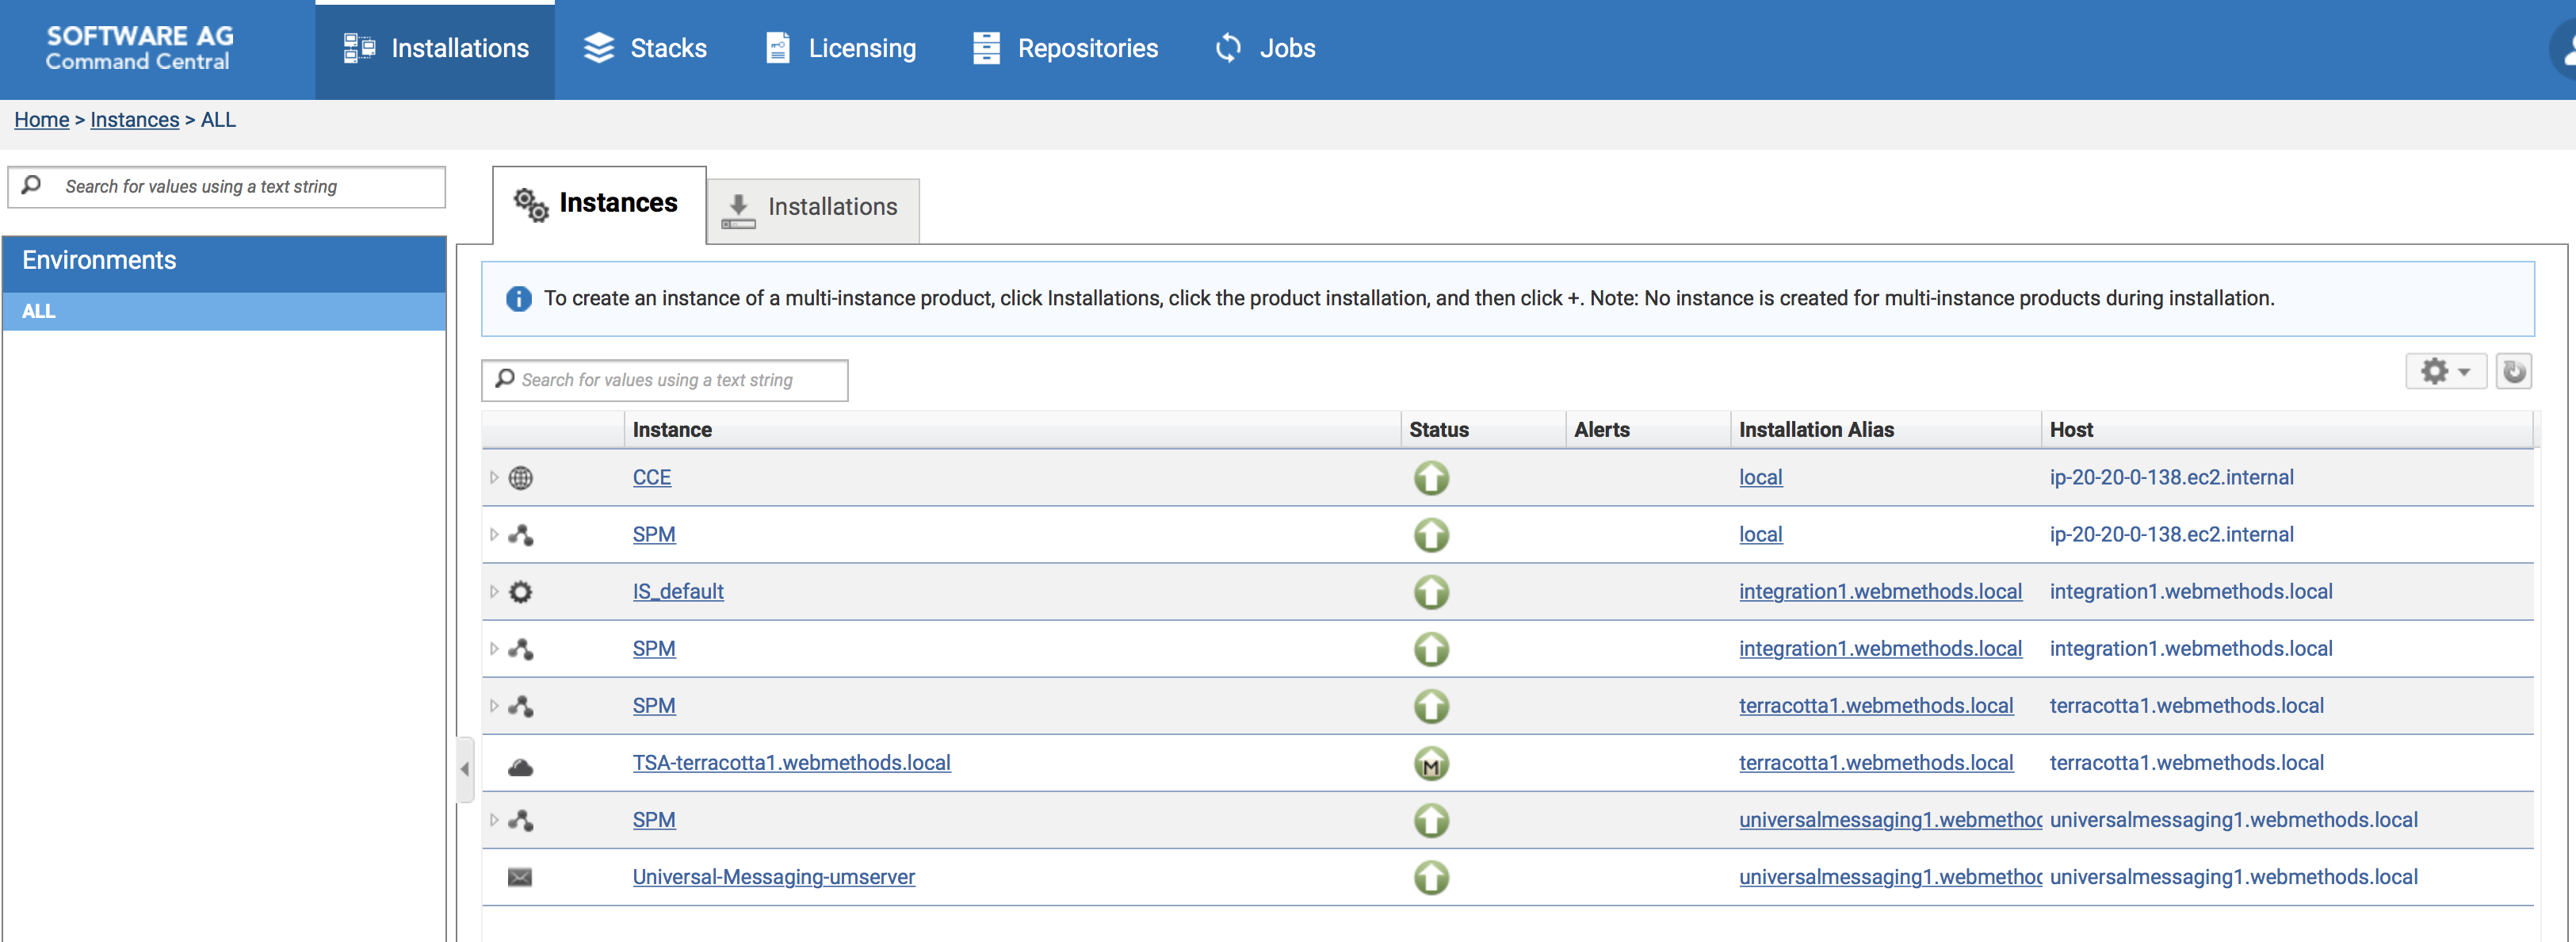 SOFTWARE AG
Command Central
Installations
Stacks
Licensing
Repositories
Jobs
Home > Instances > ALL
Search for values using a text string
Environments
ALL
Instances
Installations
To create an instance of a multi-instance product, click Installations, click the product installation, and then click +. Note: No instance is created for multi-instance products during installation.
Search for values using a text string
Instance Status Alerts Installation Alias Host
CCE local ip-20-20-0-138.ec2.internal
SPM local ip-20-20-0-138.ec2.internal
IS_default integration1.webmethods.local integration1.webmethods.local
SPM integration1.webmethods.local integration1.webmethods.local
SPM terracotta1.webmethods.local terracotta1.webmethods.local
TSA-terracotta1.webmethods.local M terracotta1.webmethods.local terracotta1.webmethods.local
SPM universalmessaging1.webmethoc universalmessaging1.webmethods.local
Universal-Messaging-umserver universalmessaging1.webmethoc universalmessaging1.webmethods.local